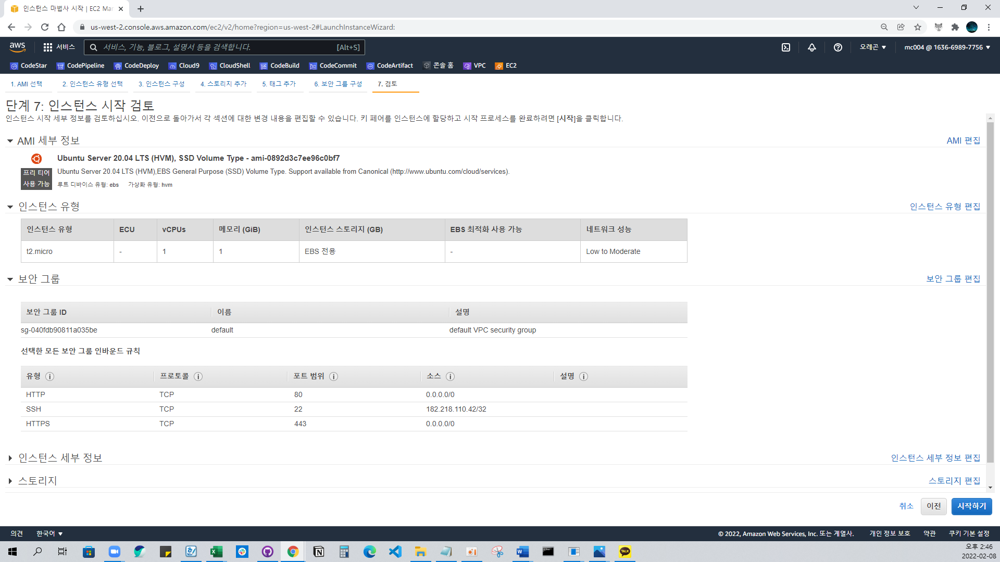 인스턴스 마법사 시작 | EC2 Mar
us-west-2.console.aws.amazon.com/ec2/v2/home?region=us-west-2#LaunchInstanceWizard:
aws 서비스 서비스, 기능, 블로그, 설명서 등을 검색합니다. [Alt+S] 오레곤 mc004 @ 1636-6989-7756
CodeStar CodePipeline CodeDeploy Cloud9 CloudShell CodeBuild CodeCommit CodeArtifact 콘솔 홈 VPC EC2
1. AMI 선택 2. 인스턴스 유형 선택 3. 인스턴스 구성 4. 스토리지 추가 5. 태그 추가 6. 보안 그룹 구성 7. 검토
단계 7: 인스턴스 시작 검토
인스턴스 시작 세부 정보를 검토하십시오. 이전으로 돌아가서 각 섹션에 대한 변경 내용을 편집할 수 있습니다. 키 페어를 인스턴스에 할당하고 시작 프로세스를 완료하려면 [시작]을 클릭합니다.
AMI 세부 정보 AMI 편집
Ubuntu Server 20.04 LTS (HVM), SSD Volume Type - ami-0892d3c7ee96c0bf7
프리 티어
사용 가능
Ubuntu Server 20.04 LTS (HVM),EBS General Purpose (SSD) Volume Type. Support available from Canonical (http://www.ubuntu.com/cloud/services).
루트 디바이스 유형: ebs 가상화 유형: hvm
인스턴스 유형 인스턴스 유형 편집
인스턴스 유형 ECU vCPUs 메모리 (GiB) 인스턴스 스토리지 (GB) EBS 최적화 사용 가능 네트워크 성능
t2.micro - 1 1 EBS 전용 - Low to Moderate
보안 그룹 보안 그룹 편집
보안 그룹 ID 이름 설명
sg-040fdb90811a035be default default VPC security group
선택한 모든 보안 그룹 인바운드 규칙
유형 프로토콜 포트 범위 소스 설명
HTTP TCP 80 0.0.0.0/0
SSH TCP 22 182.218.110.42/32
HTTPS TCP 443 0.0.0.0/0
인스턴스 세부 정보 인스턴스 세부 정보 편집
스토리지 스토리지 편집
취소 이전 시작하기
의견 한국어 © 2022, Amazon Web Services, Inc. 또는 계열사. 개인 정보 보호 약관 쿠키 기본 설정
TALK
오후 2:46
2022-02-08